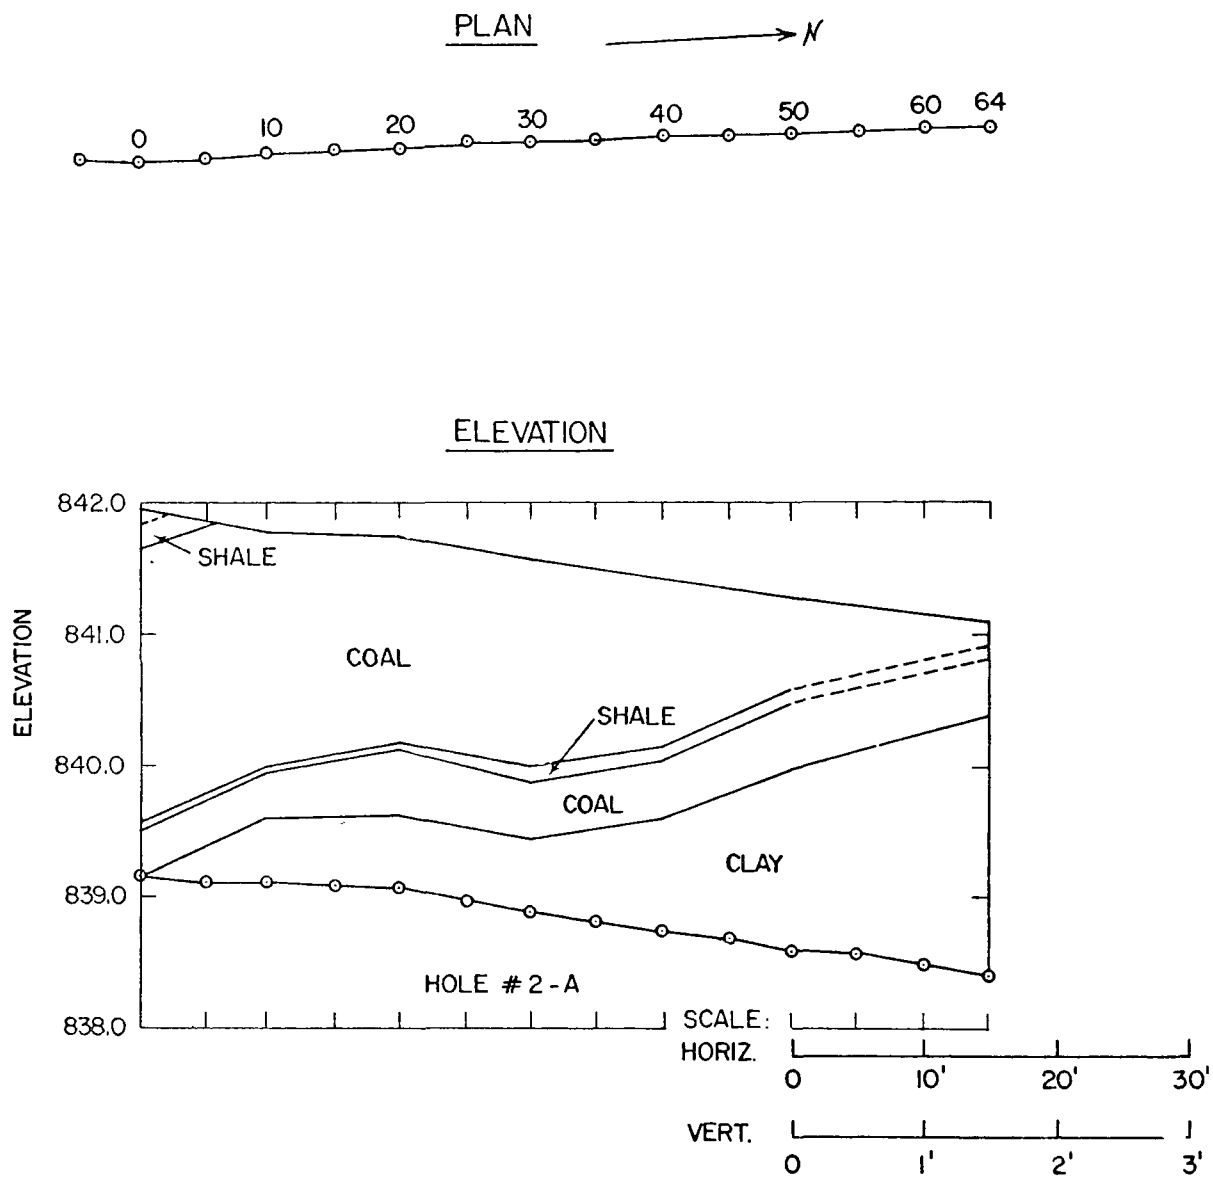 PLAN N
0 10 20 30 40 50 60 64
ELEVATION
842.0
SHALE
841.0
COAL
ELEVATION
SHALE
840.0
COAL
CLAY
839.0
HOLE # 2 - A
838.0
SCALE:
HORIZ.
0 10' 20' 30'
VERT.
0 1' 2' 3'